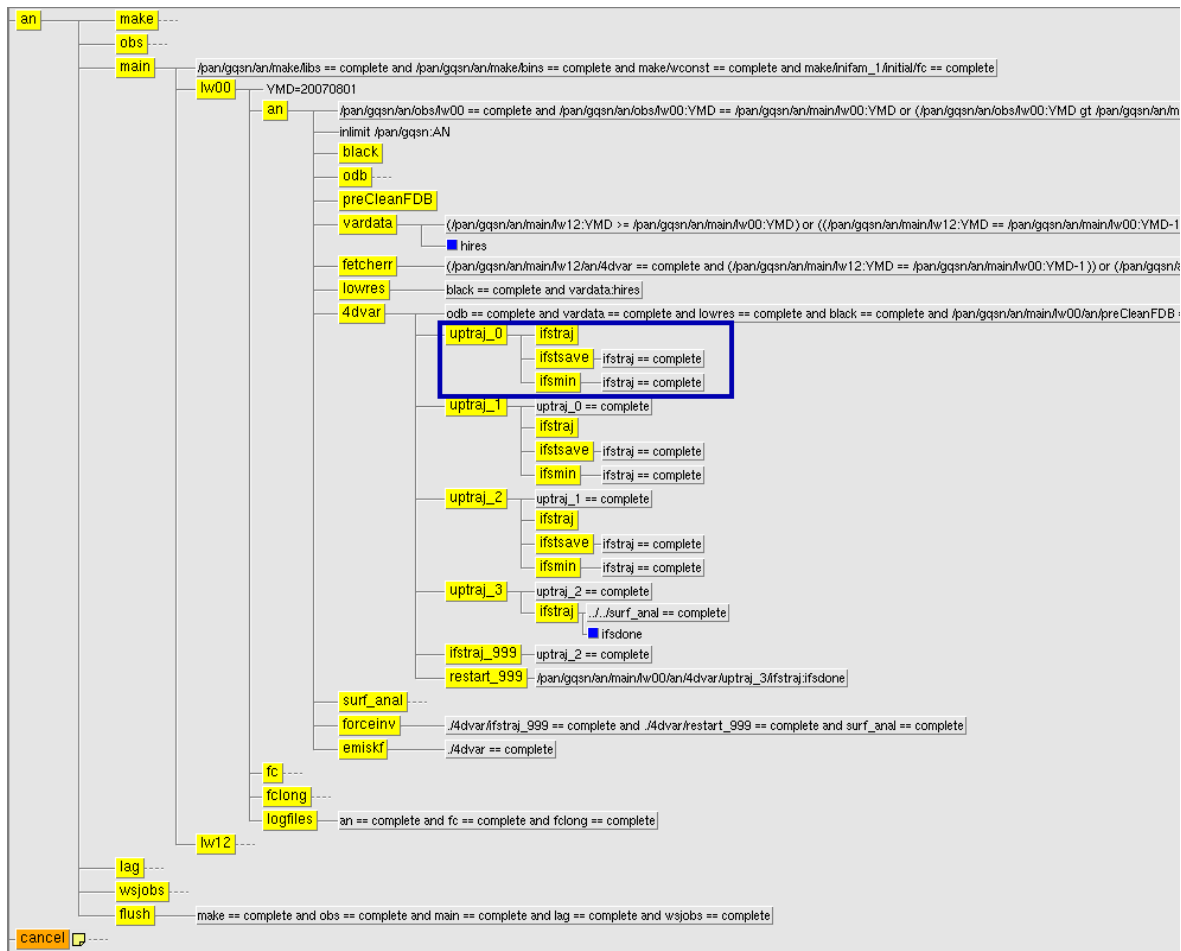 an make
obs
main /pan/gqsn/an/make/libs == complete and /pan/gqsn/an/make/bins == complete and make/wconst == complete and make/inifam_1/initial/fc == complete
lw00 YMD=20070801
an /pan/gqsn/an/obs/lw00 == complete and /pan/gqsn/an/obs/lw00:YMD == /pan/gqsn/an/main/lw00:YMD or (/pan/gqsn/an/obs/lw00:YMD gt /pan/gqsn/an/m
inlimit /pan/gqsn:AN
black
odb
preCleanFDB
vardata (/pan/gqsn/an/main/lw12:YMD >= /pan/gqsn/an/main/lw00:YMD) or ((/pan/gqsn/an/main/lw12:YMD == /pan/gqsn/an/main/lw00:YMD-1
hires
fetcherr (/pan/gqsn/an/main/lw12/an/4dvar == complete and (/pan/gqsn/an/main/lw12:YMD == /pan/gqsn/an/main/lw00:YMD-1)) or (/pan/gqsn/a
lowres black == complete and vardata:hires
4dvar odb == complete and vardata == complete and lowres == complete and black == complete and /pan/gqsn/an/main/lw00/an/preCleanFDB =
uptraj_0 ifstraj
ifstsave ifstraj == complete
ifsmin ifstraj == complete
uptraj_1 uptraj_0 == complete
ifstraj
ifstsave ifstraj == complete
ifsmin ifstraj == complete
uptraj_2 uptraj_1 == complete
ifstraj
ifstsave ifstraj == complete
ifsmin ifstraj == complete
uptraj_3 uptraj_2 == complete
ifstraj ../../surf_anal == complete
ifsdone
ifstraj_999 uptraj_2 == complete
restart_999 /pan/gqsn/an/main/lw00/an/4dvar/uptraj_3/ifstraj:ifsdone
surf_anal
forceinv ./4dvar/ifstraj_999 == complete and ./4dvar/restart_999 == complete and surf_anal == complete
emiskf ./4dvar == complete
fc
fclong
logfiles an == complete and fc == complete and fclong == complete
lw12
lag
wsjobs
flush make == complete and obs == complete and main == complete and lag == complete and wsjobs == complete
cancel